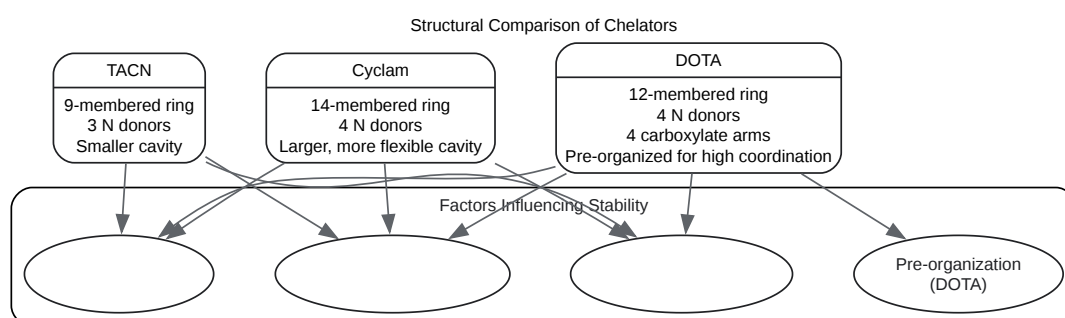 Structural Comparison of Chelators
TACN
9-membered ring
3 N donors
Smaller cavity
Cyclam
14-membered ring
4 N donors
Larger, more flexible cavity
DOTA
12-membered ring
4 N donors
4 carboxylate arms
Pre-organized for high coordination
Factors Influencing Stability
Pre-organization
(DOTA)